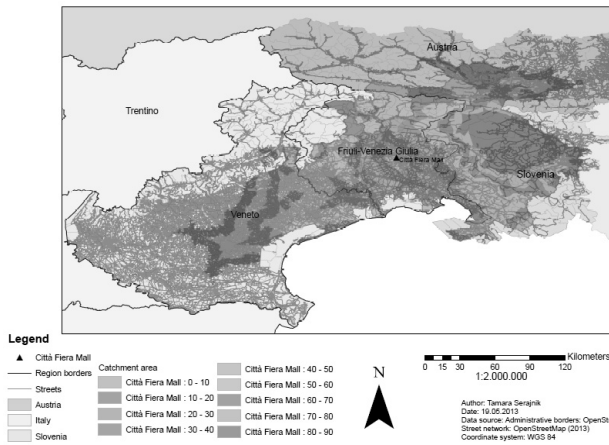 Austria
Trentino
Friuli-Venezia Giulia
Città Fiera Mall
Slovenia
Veneto
Legend
Città Fiera Mall
Region borders
Streets
Austria
Italy
Slovenia
Catchment area
Città Fiera Mall : 0 - 10
Città Fiera Mall : 10 - 20
Città Fiera Mall : 20 - 30
Città Fiera Mall : 30 - 40
Città Fiera Mall : 40 - 50
Città Fiera Mall : 50 - 60
Città Fiera Mall : 60 - 70
Città Fiera Mall : 70 - 80
Città Fiera Mall : 80 - 90
N
Kilometers
0 15 30 60 90 120
1:2.000.000
Author: Tamara Serajnik
Date: 19.05.2013
Data source: Administrative borders: OpenSt
Street network: OpenStreetMap (2013)
Coordinate system: WGS 84